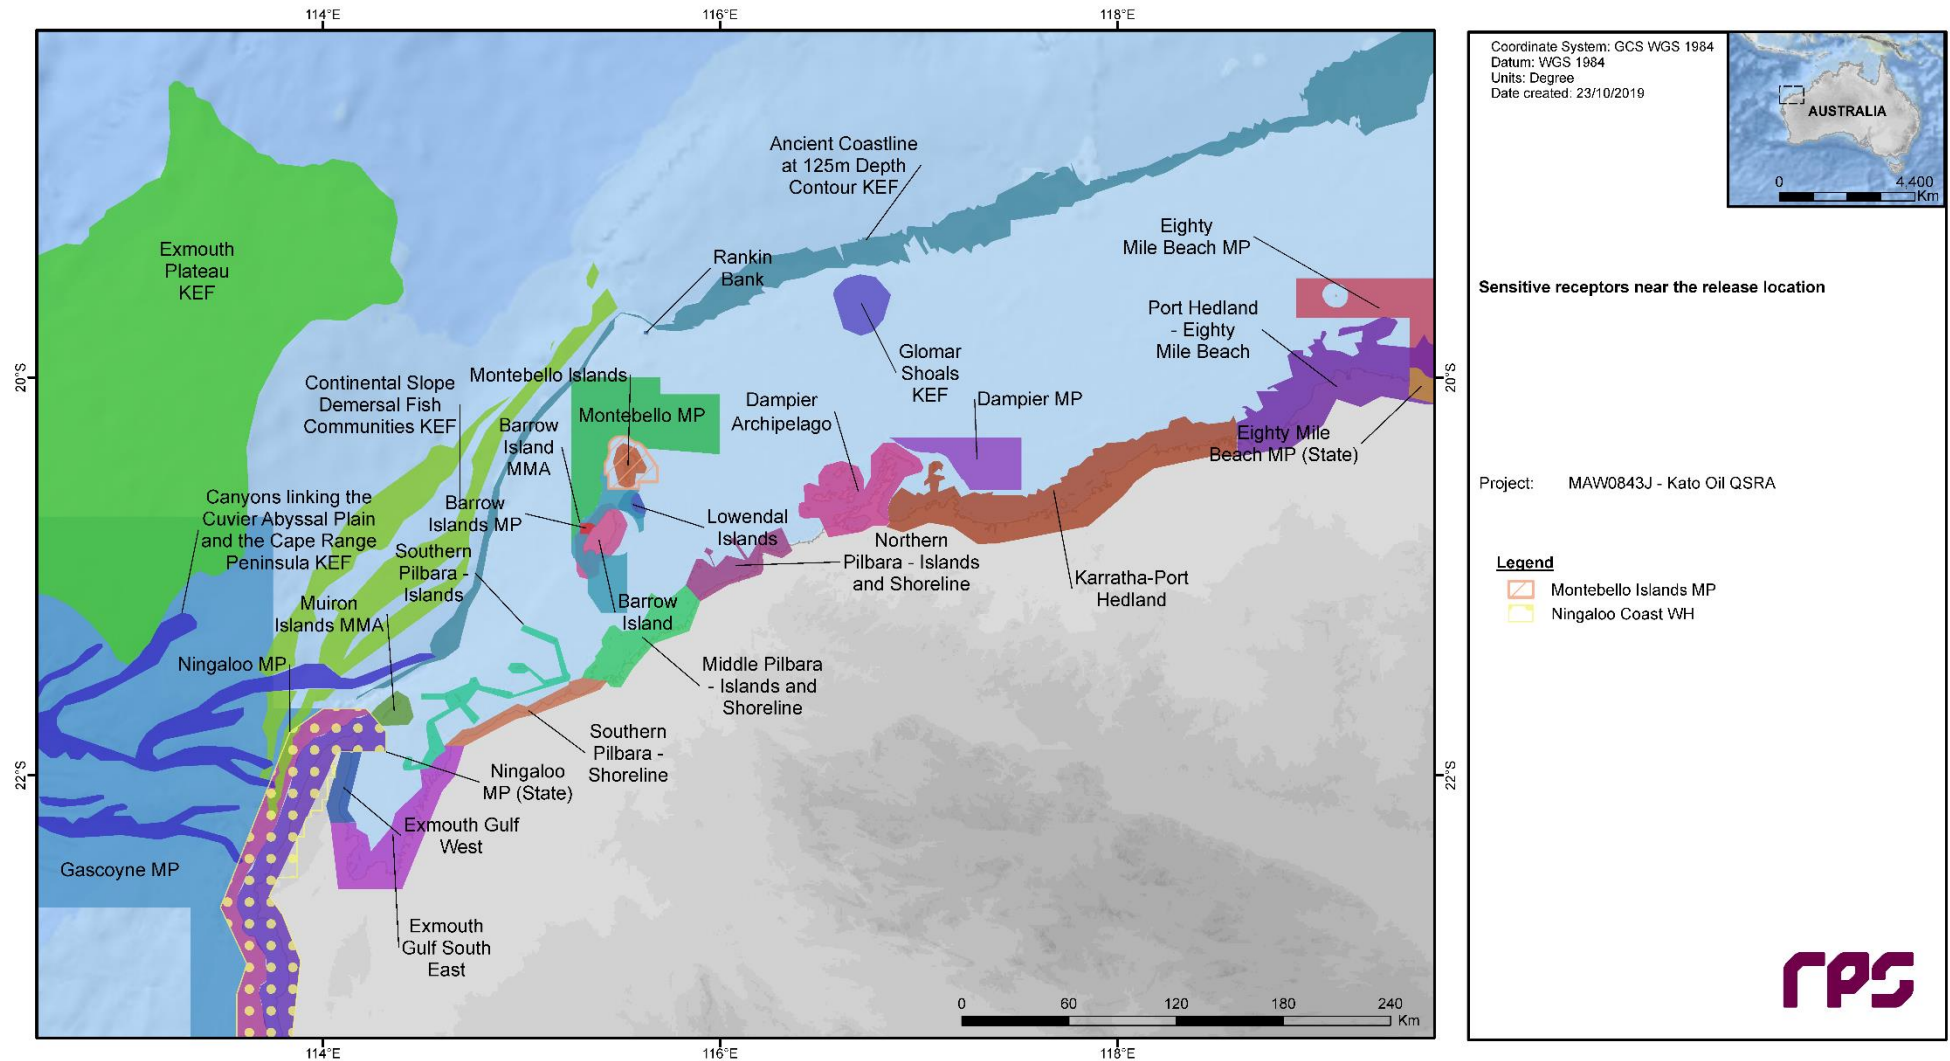 114°E
116°E
118°E
Ancient Coastline
at 125m Depth
Contour KEF
Exmouth
Plateau
KEF
Rankin
Bank
Eighty
Mile Beach MP
Port Hedland
- Eighty
Mile Beach
Glomar
Shoals
KEF
20°S
20°S
Continental Slope
Demersal Fish
Communities KEF
Montebello Islands
Montebello MP
Dampier
Archipelago
Dampier MP
Barrow
Island
MMA
Eighty Mile
Beach MP (State)
Canyons linking the
Cuvier Abyssal Plain
and the Cape Range
Peninsula KEF
Barrow
Islands MP
Lowendal
Islands
Southern
Pilbara -
Islands
Northern
Pilbara - Islands
and Shoreline
Karratha-Port
Hedland
Muiron
Islands MMA
Barrow
Island
Ningaloo MP
Middle Pilbara
- Islands and
Shoreline
Southern
Pilbara -
Shoreline
22°S
22°S
Ningaloo
MP (State)
Exmouth Gulf
West
Gascoyne MP
Exmouth
Gulf South
East
0 60 120 180 240
Km
114°E
116°E
118°E
Coordinate System: GCS WGS 1984
Datum: WGS 1984
Units: Degree
Date created: 23/10/2019
AUSTRALIA
0 4,400
Km
Sensitive receptors near the release location
Project: MAW0843J - Kato Oil QSRA
Legend
Montebello Islands MP
Ningaloo Coast WH
rps